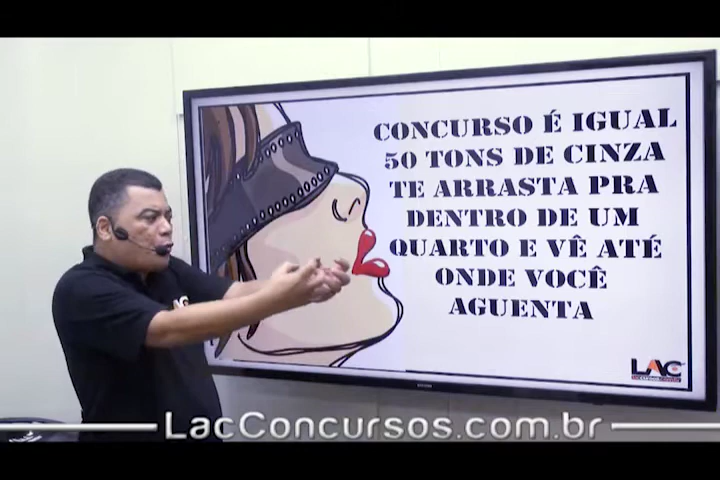 CONCURSO É IGUAL
50 TONS DE CINZA
TE ARRASTA PRA
DENTRO DE UM
QUARTO E VÊ ATÉ
ONDE VOCÊ
AGUENTA
LAC
LacConcursos.com.br